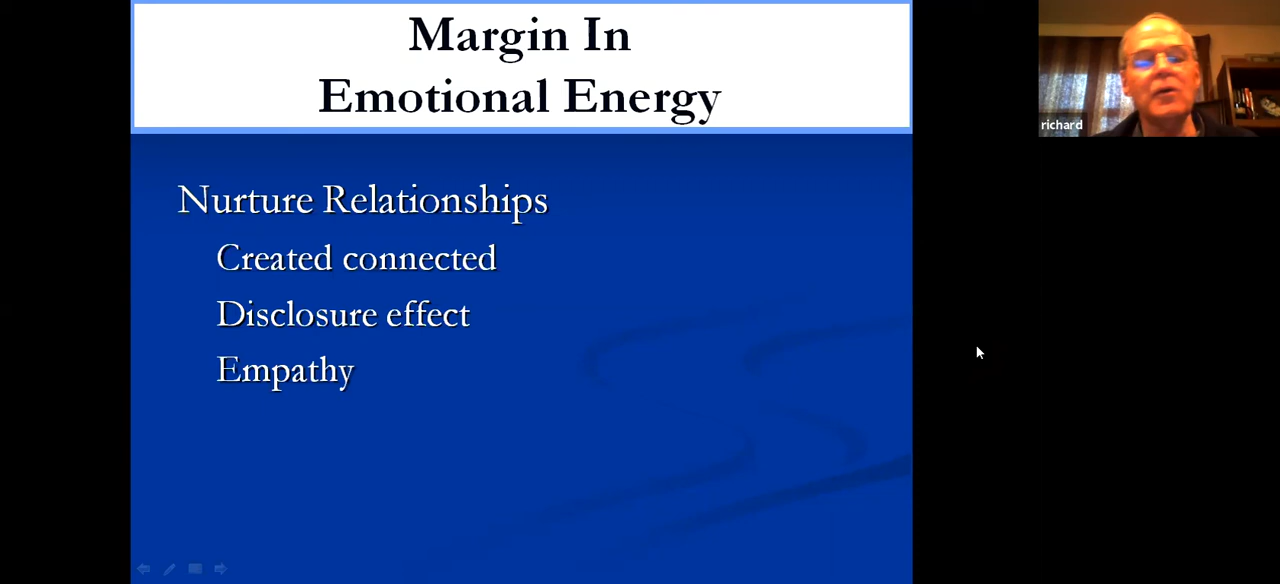 Margin In
Emotional Energy
Nurture Relationships
Created connected
Disclosure effect
Empathy
richard